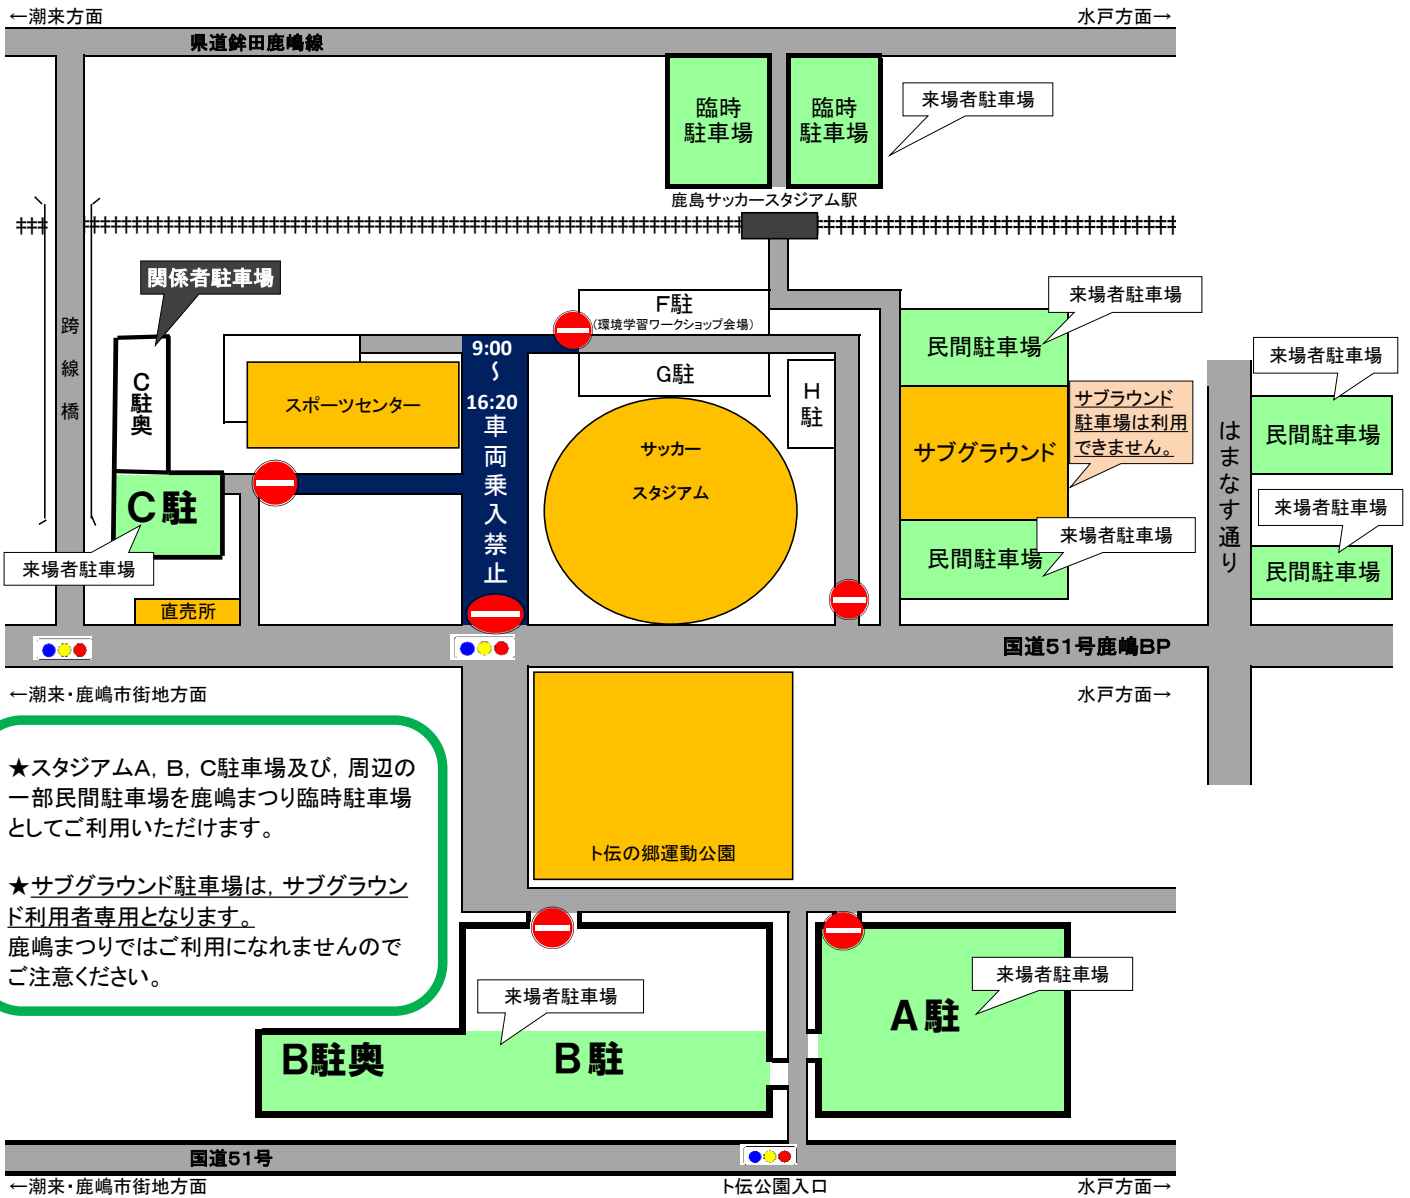 ←潮来方面
水戸方面→
県道鉾田鹿嶋線
臨時
駐車場
臨時
駐車場
来場者駐車場
鹿島サッカースタジアム駅
関係者駐車場
跨線橋
C駐奥
C駐
来場者駐車場
直売所
スポーツセンター
9:00
～
16:20
車両乗入禁止
F駐
(環境学習ワークショップ会場)
G駐
H駐
サッカー
スタジアム
来場者駐車場
民間駐車場
サブグラウンド
サブラウンド
駐車場は利用
できません。
民間駐車場
来場者駐車場
はまなす通り
来場者駐車場
民間駐車場
来場者駐車場
民間駐車場
国道51号鹿嶋BP
←潮来・鹿嶋市街地方面
水戸方面→
★スタジアムA, B, C駐車場及び, 周辺の
一部民間駐車場を鹿嶋まつり臨時駐車場
としてご利用いただけます。
★サブグラウンド駐車場は, サブグラウン
ド利用者専用となります。
鹿嶋まつりではご利用になれませんので
ご注意ください。
卜伝の郷運動公園
来場者駐車場
B駐奥
B駐
来場者駐車場
A駐
国道51号
←潮来・鹿嶋市街地方面
卜伝公園入口
水戸方面→